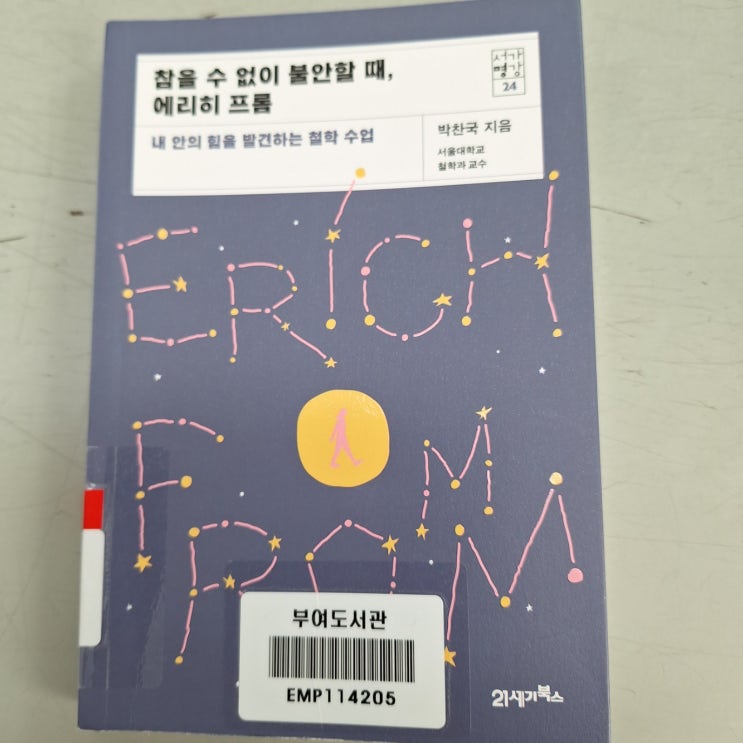 참을 수 없이 불안할 때,
에리히 프롬
내 안의 힘을 발견하는 철학 수업
서가
명강
24
박찬국 지음
서울대학교
철학과 교수
ERICH
FROMM
부여도서관
EMP114205
21세기북스